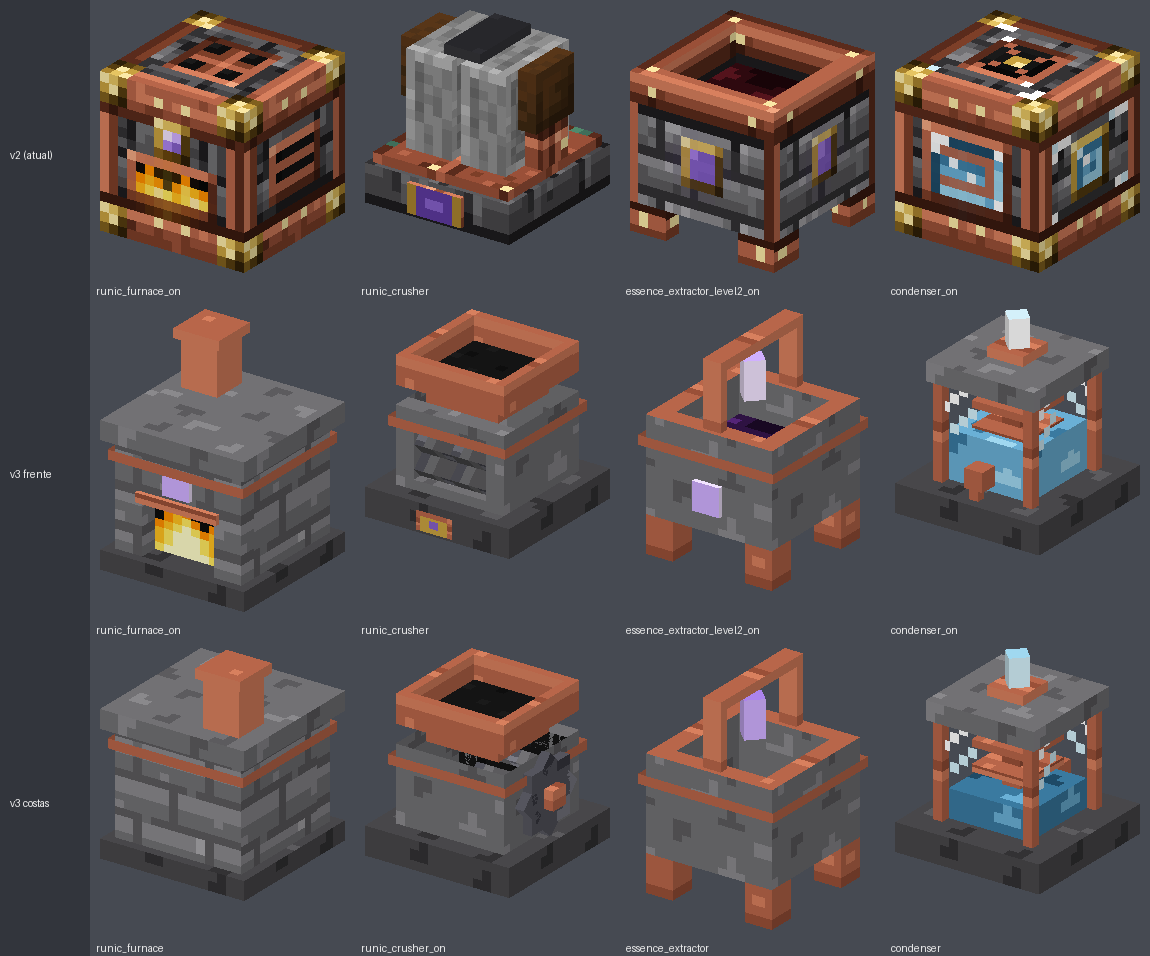 v2 (atual)
runic_furnace_on
runic_crusher
essence_extractor_level2_on
condenser_on
v3 frente
runic_furnace_on
runic_crusher
essence_extractor_level2_on
condenser_on
v3 costas
runic_furnace
runic_crusher_on
essence_extractor
condenser